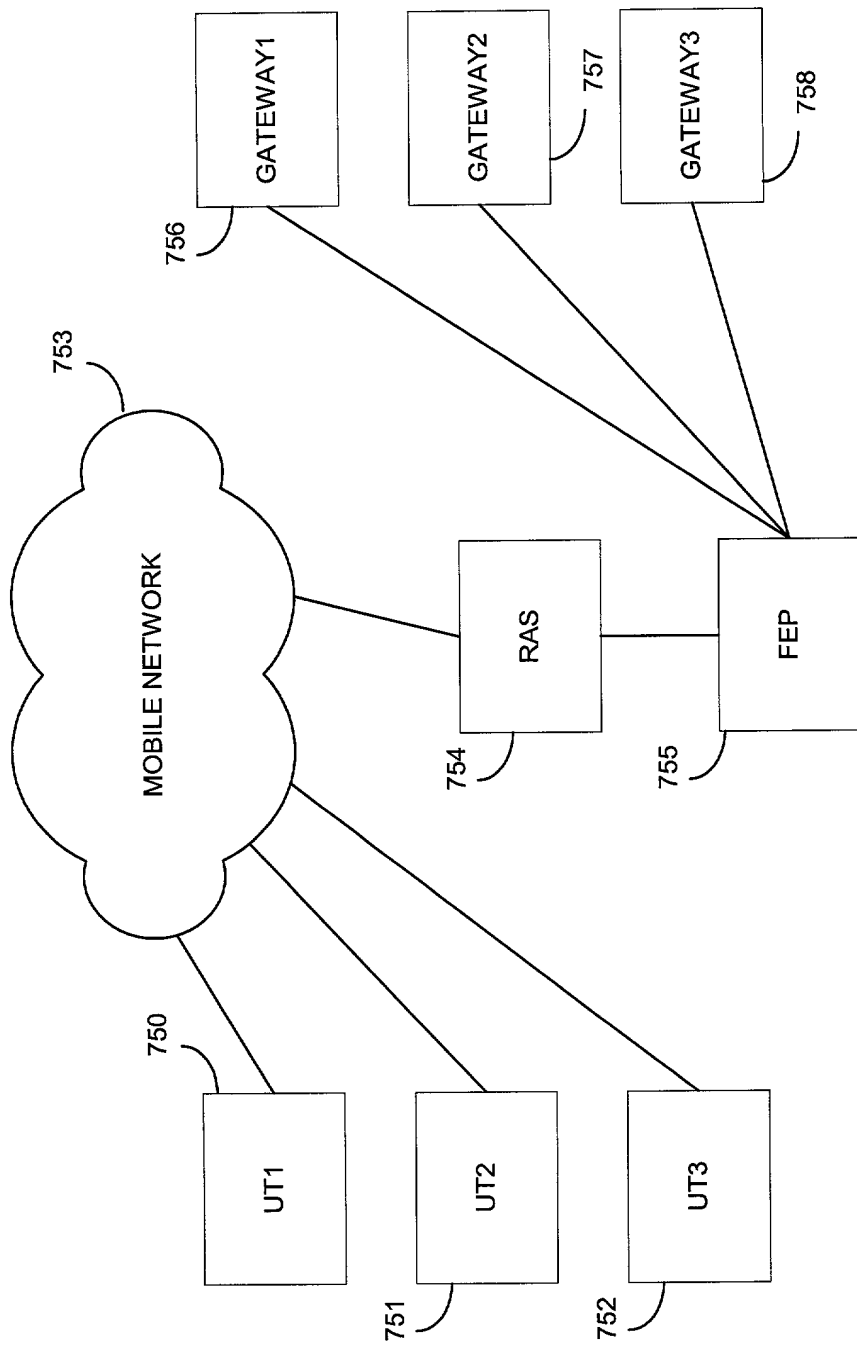 753
MOBILE NETWORK
750
UT1
756
GATEWAY1
UT2
751
754
RAS
GATEWAY2
757
UT3
752
755
FEP
GATEWAY3
758